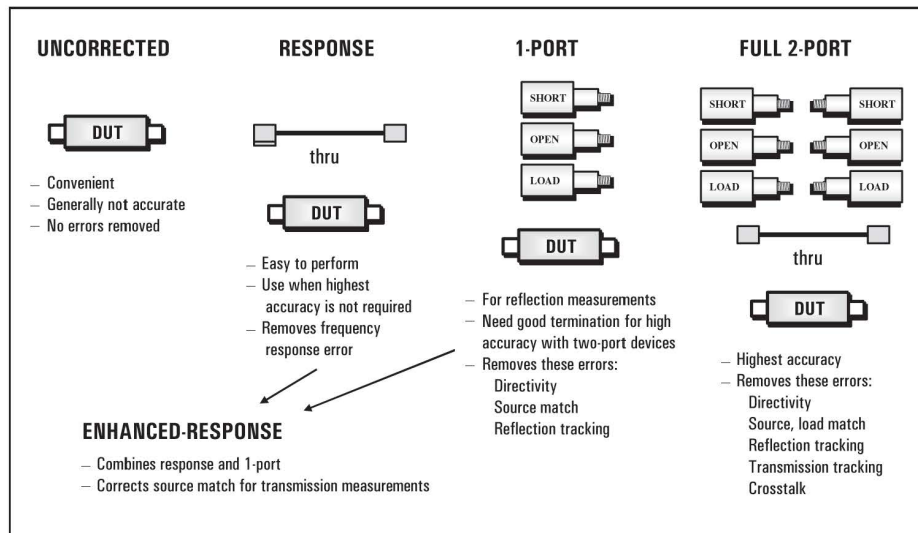 UNCORRECTED
DUT
– Convenient
– Generally not accurate
– No errors removed
RESPONSE
thru
DUT
– Easy to perform
– Use when highest
accuracy is not required
– Removes frequency
response error
1-PORT
SHORT
OPEN
LOAD
DUT
– For reflection measurements
– Need good termination for high
accuracy with two-port devices
– Removes these errors:
Directivity
Source match
Reflection tracking
FULL 2-PORT
SHORT
SHORT
OPEN
OPEN
LOAD
LOAD
thru
DUT
– Highest accuracy
– Removes these errors:
Directivity
Source, load match
Reflection tracking
Transmission tracking
Crosstalk
ENHANCED-RESPONSE
– Combines response and 1-port
– Corrects source match for transmission measurements